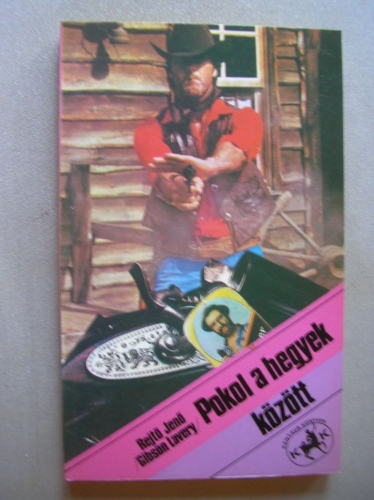 Rejtő Jenő
Gibson Lavery
Pokol a hegyek
között
K K